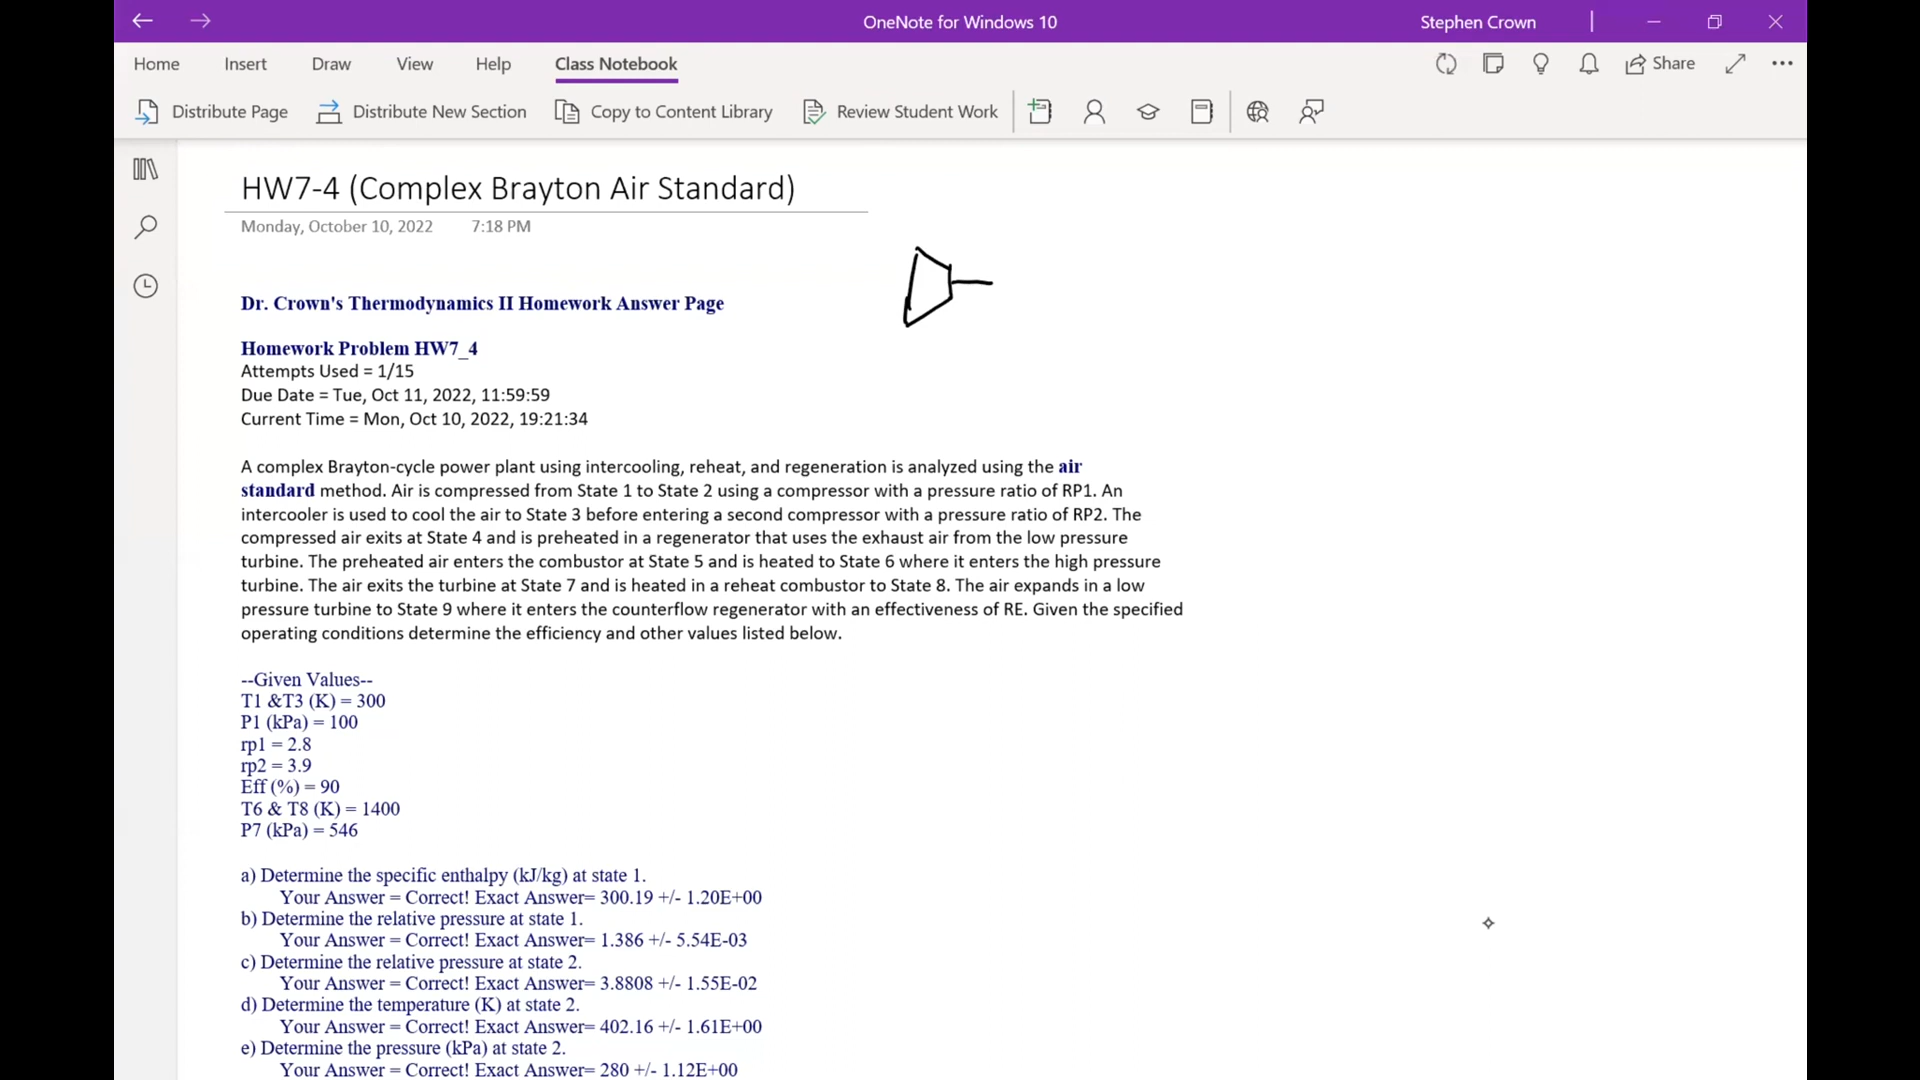 OneNote for Windows 10
Stephen Crown
Home Insert Draw View Help Class Notebook
Share
Distribute Page Distribute New Section Copy to Content Library Review Student Work
HW7-4 (Complex Brayton Air Standard)
Monday, October 10, 2022 7:18 PM
Dr. Crown's Thermodynamics II Homework Answer Page
Homework Problem HW7_4
Attempts Used = 1/15
Due Date = Tue, Oct 11, 2022, 11:59:59
Current Time = Mon, Oct 10, 2022, 19:21:34
A complex Brayton-cycle power plant using intercooling, reheat, and regeneration is analyzed using the air
standard method. Air is compressed from State 1 to State 2 using a compressor with a pressure ratio of RP1. An
intercooler is used to cool the air to State 3 before entering a second compressor with a pressure ratio of RP2. The
compressed air exits at State 4 and is preheated in a regenerator that uses the exhaust air from the low pressure
turbine. The preheated air enters the combustor at State 5 and is heated to State 6 where it enters the high pressure
turbine. The air exits the turbine at State 7 and is heated in a reheat combustor to State 8. The air expands in a low
pressure turbine to State 9 where it enters the counterflow regenerator with an effectiveness of RE. Given the specified
operating conditions determine the efficiency and other values listed below.
--Given Values--
T1 &T3 (K) = 300
P1 (kPa) = 100
rp1 = 2.8
rp2 = 3.9
Eff (%) = 90
T6 & T8 (K) = 1400
P7 (kPa) = 546
a) Determine the specific enthalpy (kJ/kg) at state 1.
Your Answer = Correct! Exact Answer= 300.19 +/- 1.20E+00
b) Determine the relative pressure at state 1.
Your Answer = Correct! Exact Answer= 1.386 +/- 5.54E-03
c) Determine the relative pressure at state 2.
Your Answer = Correct! Exact Answer= 3.8808 +/- 1.55E-02
d) Determine the temperature (K) at state 2.
Your Answer = Correct! Exact Answer= 402.16 +/- 1.61E+00
e) Determine the pressure (kPa) at state 2.
Your Answer = Correct! Exact Answer= 280 +/- 1.12E+00